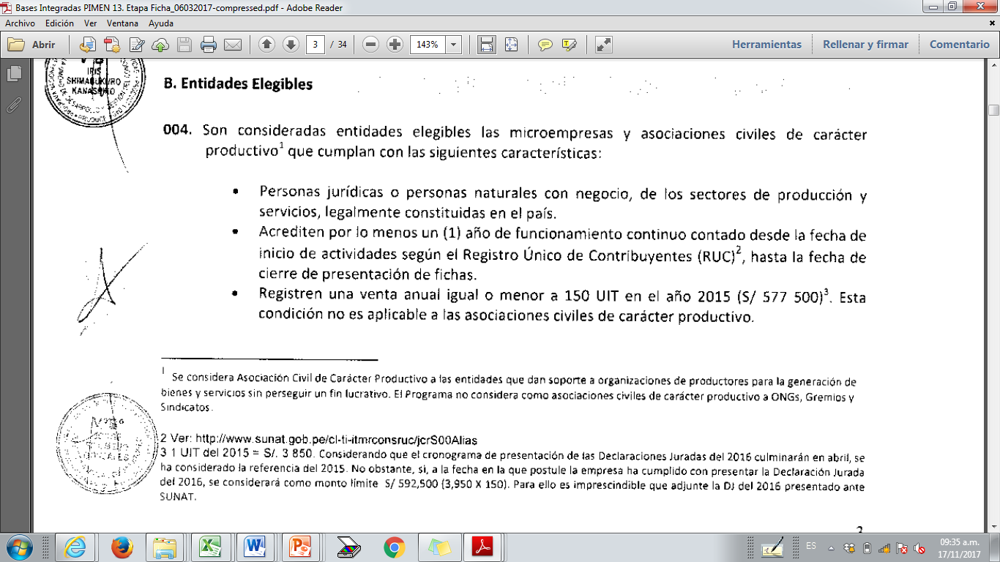 Bases Integradas PIMEN 13. Etapa Ficha_06032017-compressed.pdf - Adobe Reader
Archivo Edición Ver Ventana Ayuda
Abrir 3 / 34 143% Herramientas Rellenar y firmar Comentario
IRIS
SHIMABUKURO
KANASHIRO
B. Entidades Elegibles
004. Son consideradas entidades elegibles las microempresas y asociaciones civiles de carácter
productivo1 que cumplan con las siguientes características:
• Personas jurídicas o personas naturales con negocio, de los sectores de producción y
servicios, legalmente constituidas en el país.
• Acrediten por lo menos un (1) año de funcionamiento continuo contado desde la fecha de
inicio de actividades según el Registro Único de Contribuyentes (RUC)2, hasta la fecha de
cierre de presentación de fichas.
• Registren una venta anual igual o menor a 150 UIT en el año 2015 (S/ 577 500)3. Esta
condición no es aplicable a las asociaciones civiles de carácter productivo.
1 Se considera Asociación Civil de Carácter Productivo a las entidades que dan soporte a organizaciones de productores para la generación de
bienes y servicios sin perseguir un fin lucrativo. El Programa no considera como asociaciones civiles de carácter productivo a ONGs, Gremios y
Sindicatos.
2 Ver: http://www.sunat.gob.pe/cl-ti-itmrconsruc/jcrS00Alias
3 1 UIT del 2015 = S/. 3 850. Considerando que el cronograma de presentación de las Declaraciones Juradas del 2016 culminarán en abril, se
ha considerado la referencia del 2015. No obstante, si, a la fecha en la que postule la empresa ha cumplido con presentar la Declaración Jurada
del 2016, se considerará como monto límite S/ 592,500 (3,950 X 150). Para ello es imprescindible que adjunte la DJ del 2016 presentado ante
SUNAT.
ES
09:35 a.m.
17/11/2017